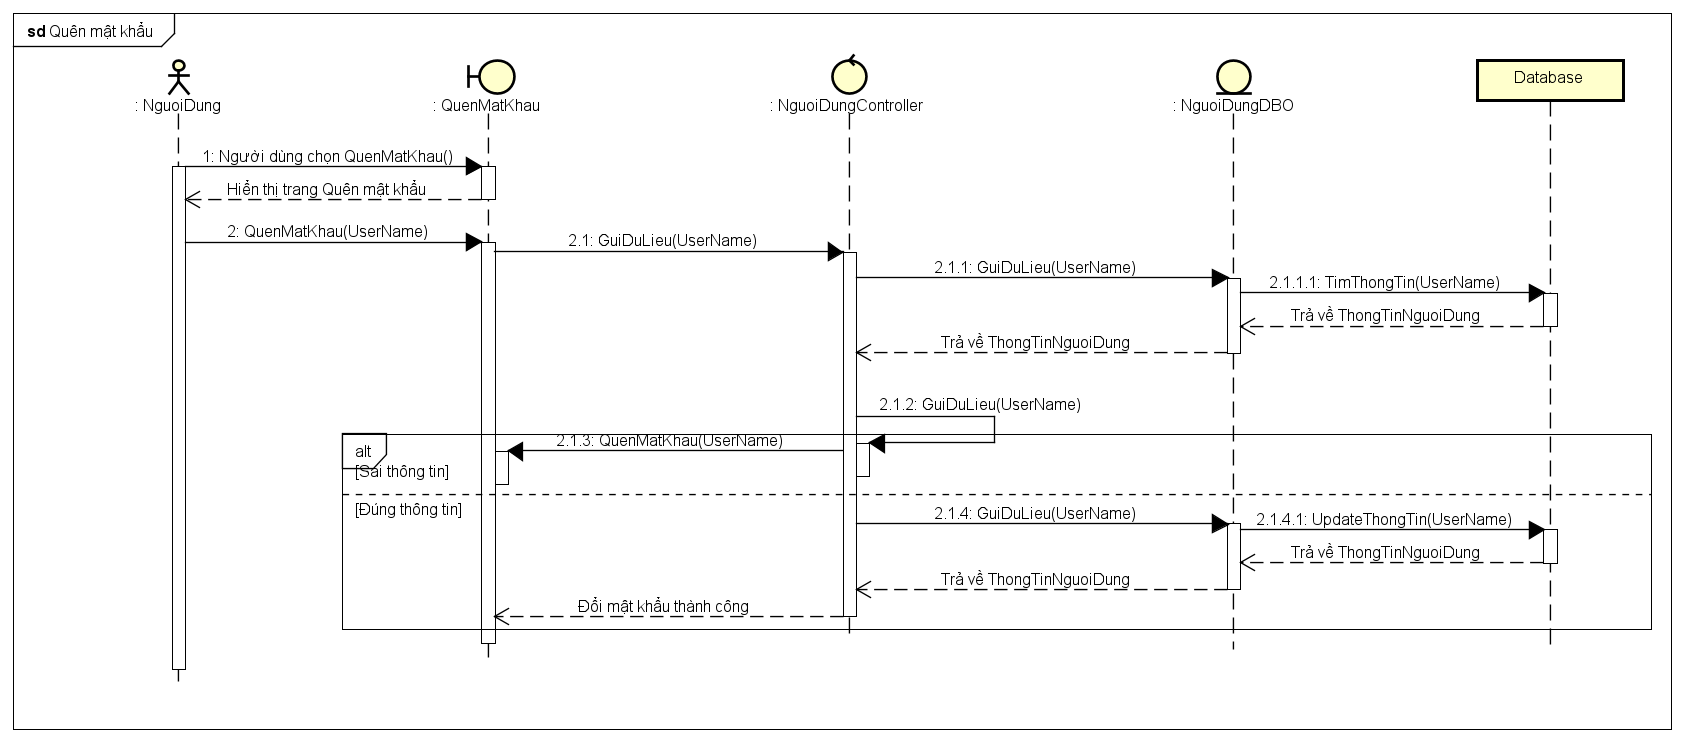 sd Quên mật khẩu
: NguoiDung
: QuenMatKhau
: NguoiDungController
: NguoiDungDBO
Database
1: Người dùng chọn QuenMatKhau()
Hiển thị trang Quên mật khẩu
2: QuenMatKhau(UserName)
2.1: GuiDuLieu(UserName)
2.1.1: GuiDuLieu(UserName)
2.1.1.1: TimThongTin(UserName)
Trả về ThongTinNguoiDung
Trả về ThongTinNguoiDung
2.1.2: GuiDuLieu(UserName)
alt
2.1.3: QuenMatKhau(UserName)
[Sai thông tin]
[Đúng thông tin]
2.1.4: GuiDuLieu(UserName)
2.1.4.1: UpdateThongTin(UserName)
Trả về ThongTinNguoiDung
Trả về ThongTinNguoiDung
Đổi mật khẩu thành công